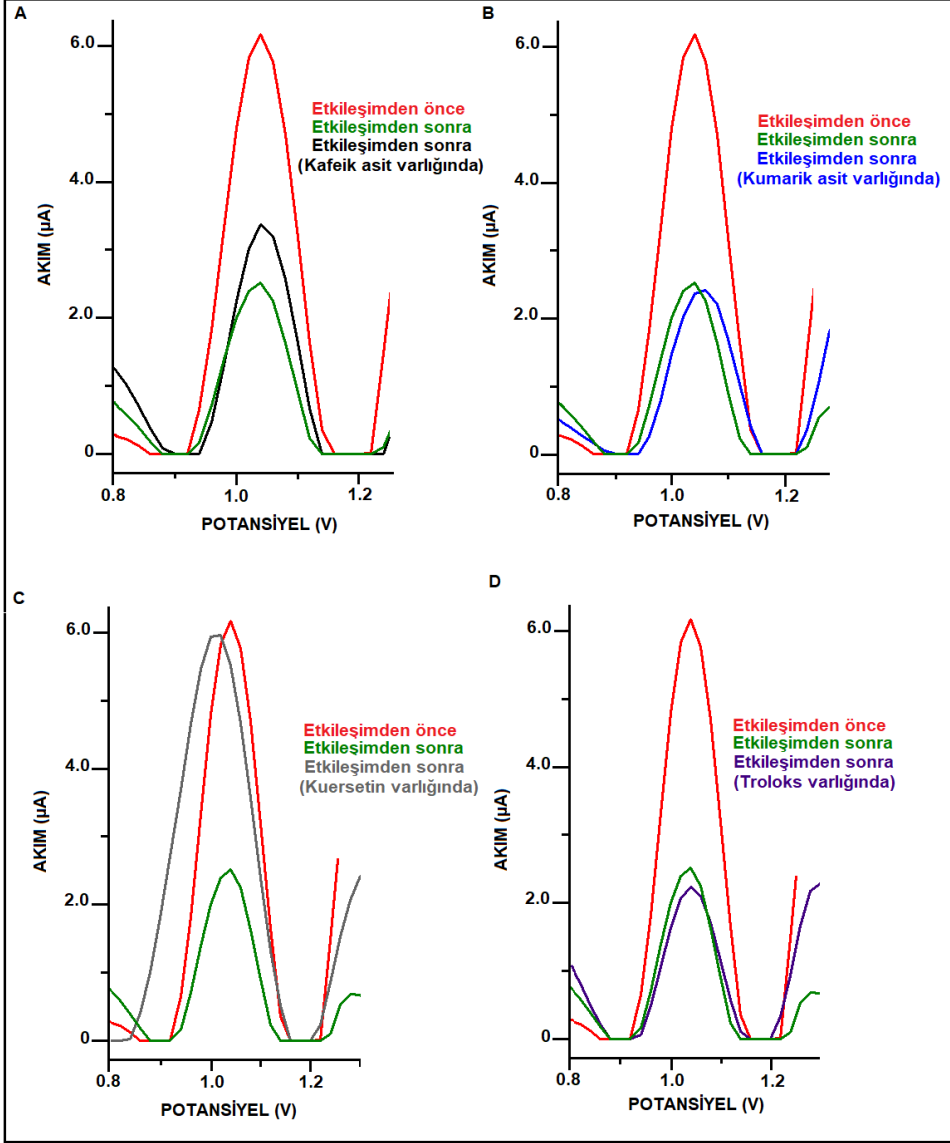 A
6.0
4.0
2.0
0
0.8
1.0
1.2
AKIM (µA)
POTANSİYEL (V)
Etkileşimden önce
Etkileşimden sonra
Etkileşimden sonra
(Kafeik asit varlığında)
B
6.0
4.0
2.0
0
0.8
1.0
1.2
AKIM (µA)
POTANSİYEL (V)
Etkileşimden önce
Etkileşimden sonra
Etkileşimden sonra
(Kumarik asit varlığında)
C
6.0
4.0
2.0
0
0.8
1.0
1.2
AKIM (µA)
POTANSİYEL (V)
Etkileşimden önce
Etkileşimden sonra
Etkileşimden sonra
(Kuersetin varlığında)
D
6.0
4.0
2.0
0
0.8
1.0
1.2
AKIM (µA)
POTANSİYEL (V)
Etkileşimden önce
Etkileşimden sonra
Etkileşimden sonra
(Troloks varlığında)